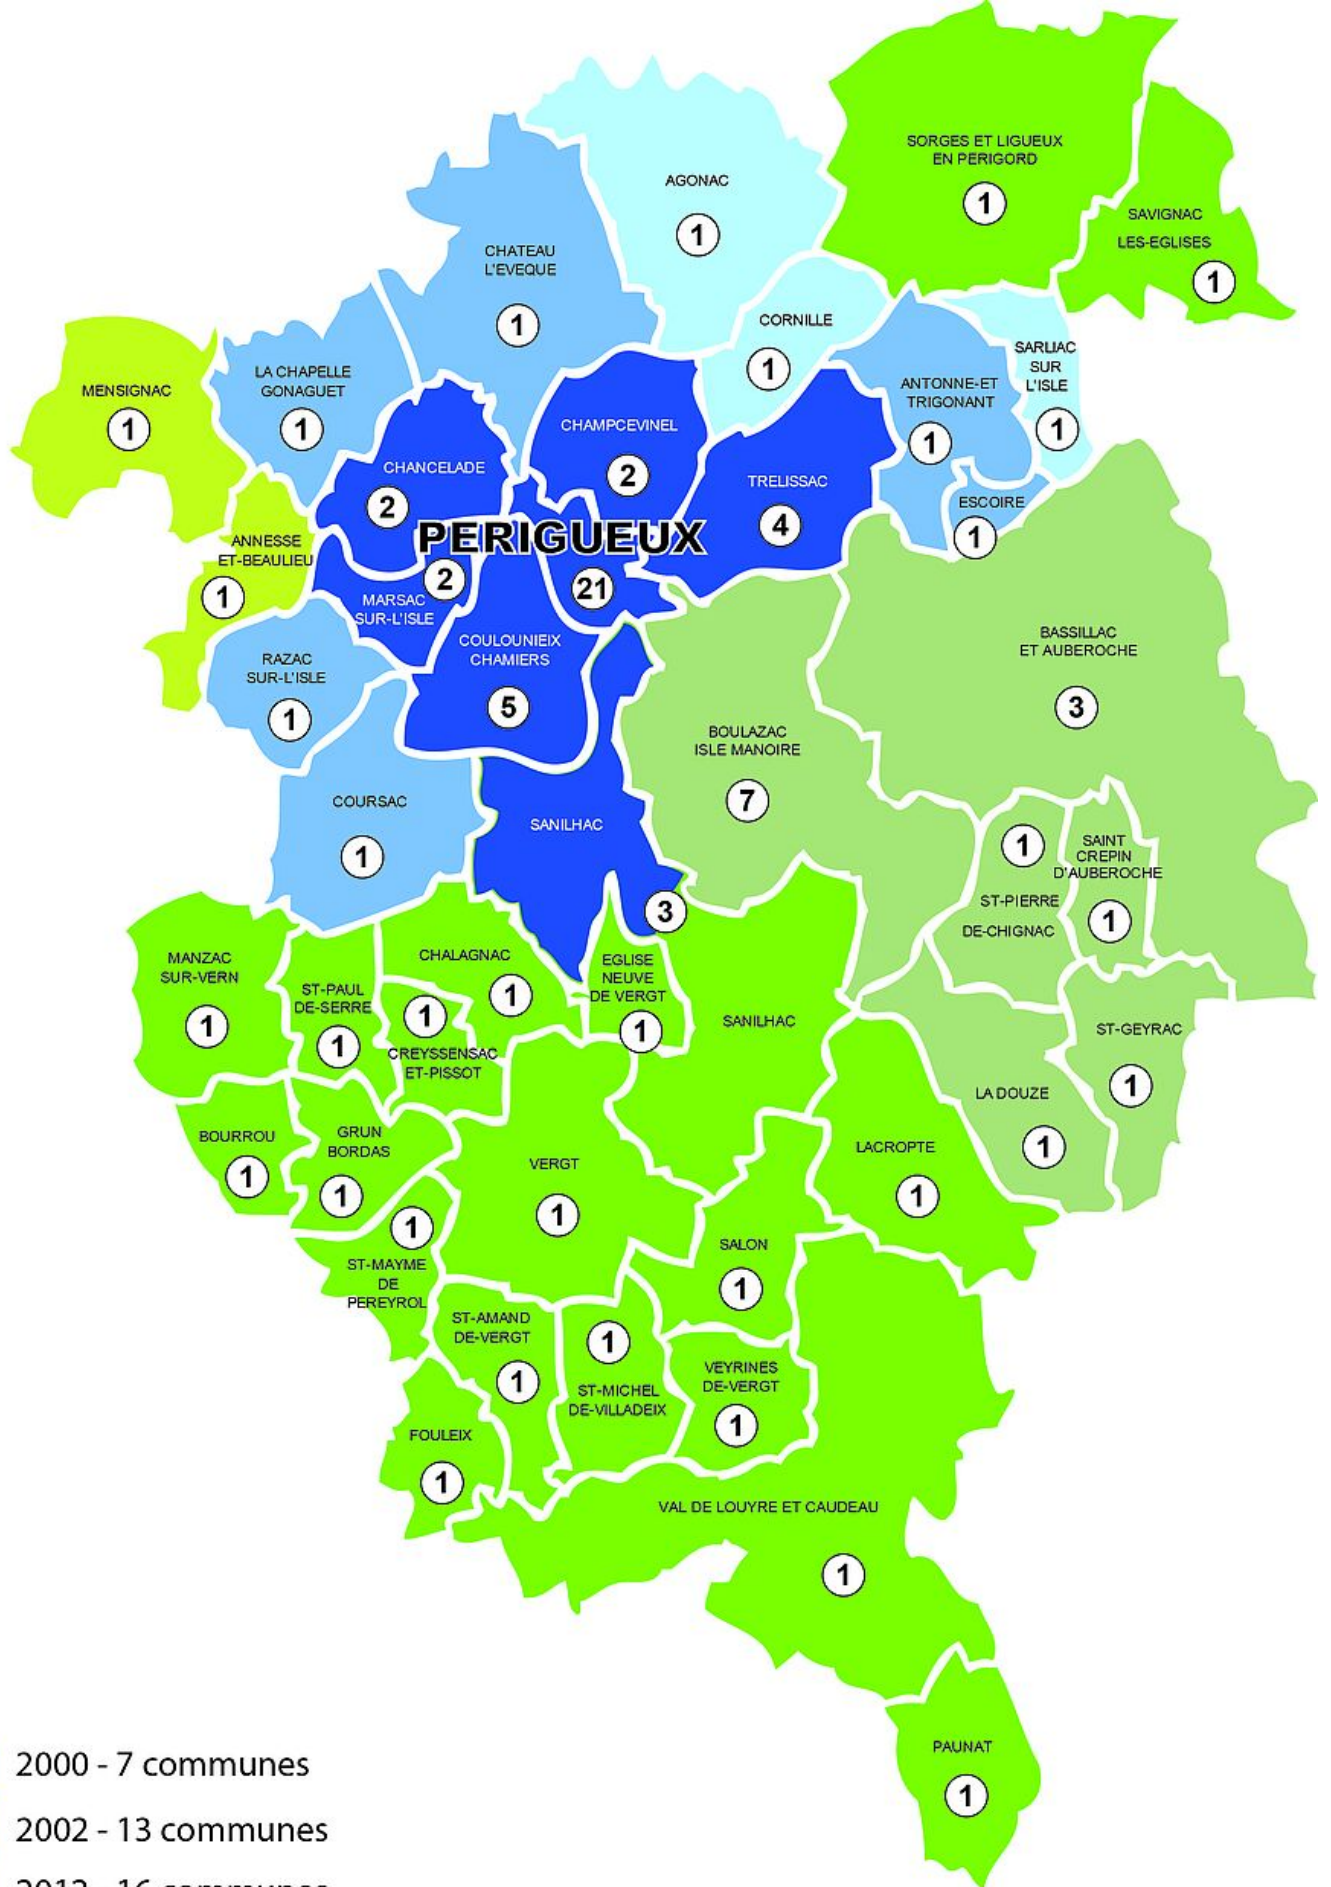 SORGES ET LIGUEUX
EN PERIGORD
1
SAVIGNAC
LES-EGLISES
1
AGONAC
1
CHATEAU
L'EVEQUE
1
CORNILLE
1
SARLIAC
SUR
L'ISLE
1
ANTONNE-ET
TRIGONANT
1
ESCOIRE
1
MENSIGNAC
1
LA CHAPELLE
GONAGUET
1
CHANCELADE
2
CHAMPCEVINEL
2
TRELISSAC
4
PERIGUEUX
21
ANNESSE
ET-BEAULIEU
1
MARSAC
SUR-L'ISLE
2
COULOUNIEIX
CHAMIERS
5
RAZAC
SUR-L'ISLE
1
BASSILLAC
ET AUBEROCHE
3
BOULAZAC
ISLE MANOIRE
7
COURSAC
1
SANILHAC
3
1
ST-PIERRE
DE-CHIGNAC
SAINT
CREPIN
D'AUBEROCHE
1
MANZAC
SUR-VERN
1
ST-PAUL
DE-SERRE
1
CHALAGNAC
1
1
CREYSSENSAC
ET-PISSOT
EGLISE
NEUVE
DE VERGT
1
SANILHAC
ST-GEYRAC
1
LA DOUZE
1
BOURROU
1
GRUN
BORDAS
1
VERGT
1
LACROPTE
1
1
ST-MAYME
DE
PEREYROL
SALON
1
ST-AMAND
DE-VERGT
1
1
ST-MICHEL
DE-VILLADEIX
VEYRINES
DE-VERGT
1
FOULEIX
1
VAL DE LOUYRE ET CAUDEAU
1
PAUNAT
1
2000 - 7 communes
2002 - 13 communes